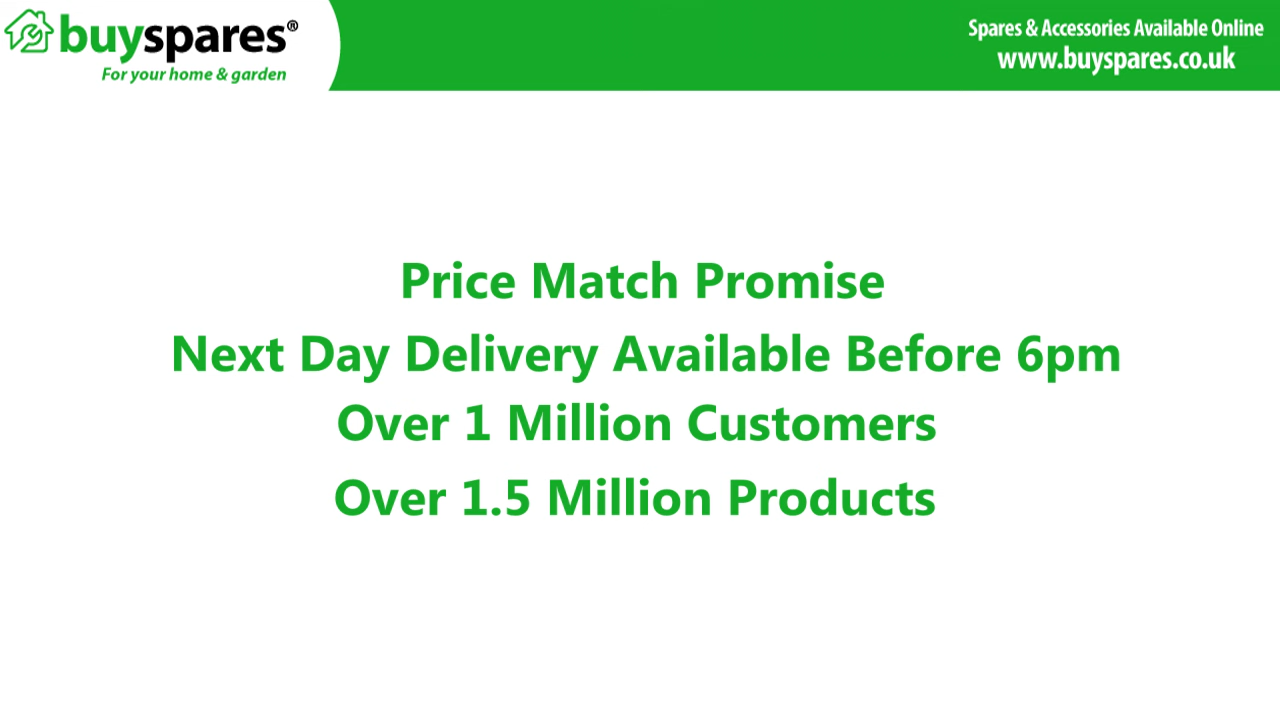 buyspares®
For your home & garden
Spares & Accessories Available Online
www.buyspares.co.uk
Price Match Promise
Next Day Delivery Available Before 6pm
Over 1 Million Customers
Over 1.5 Million Products